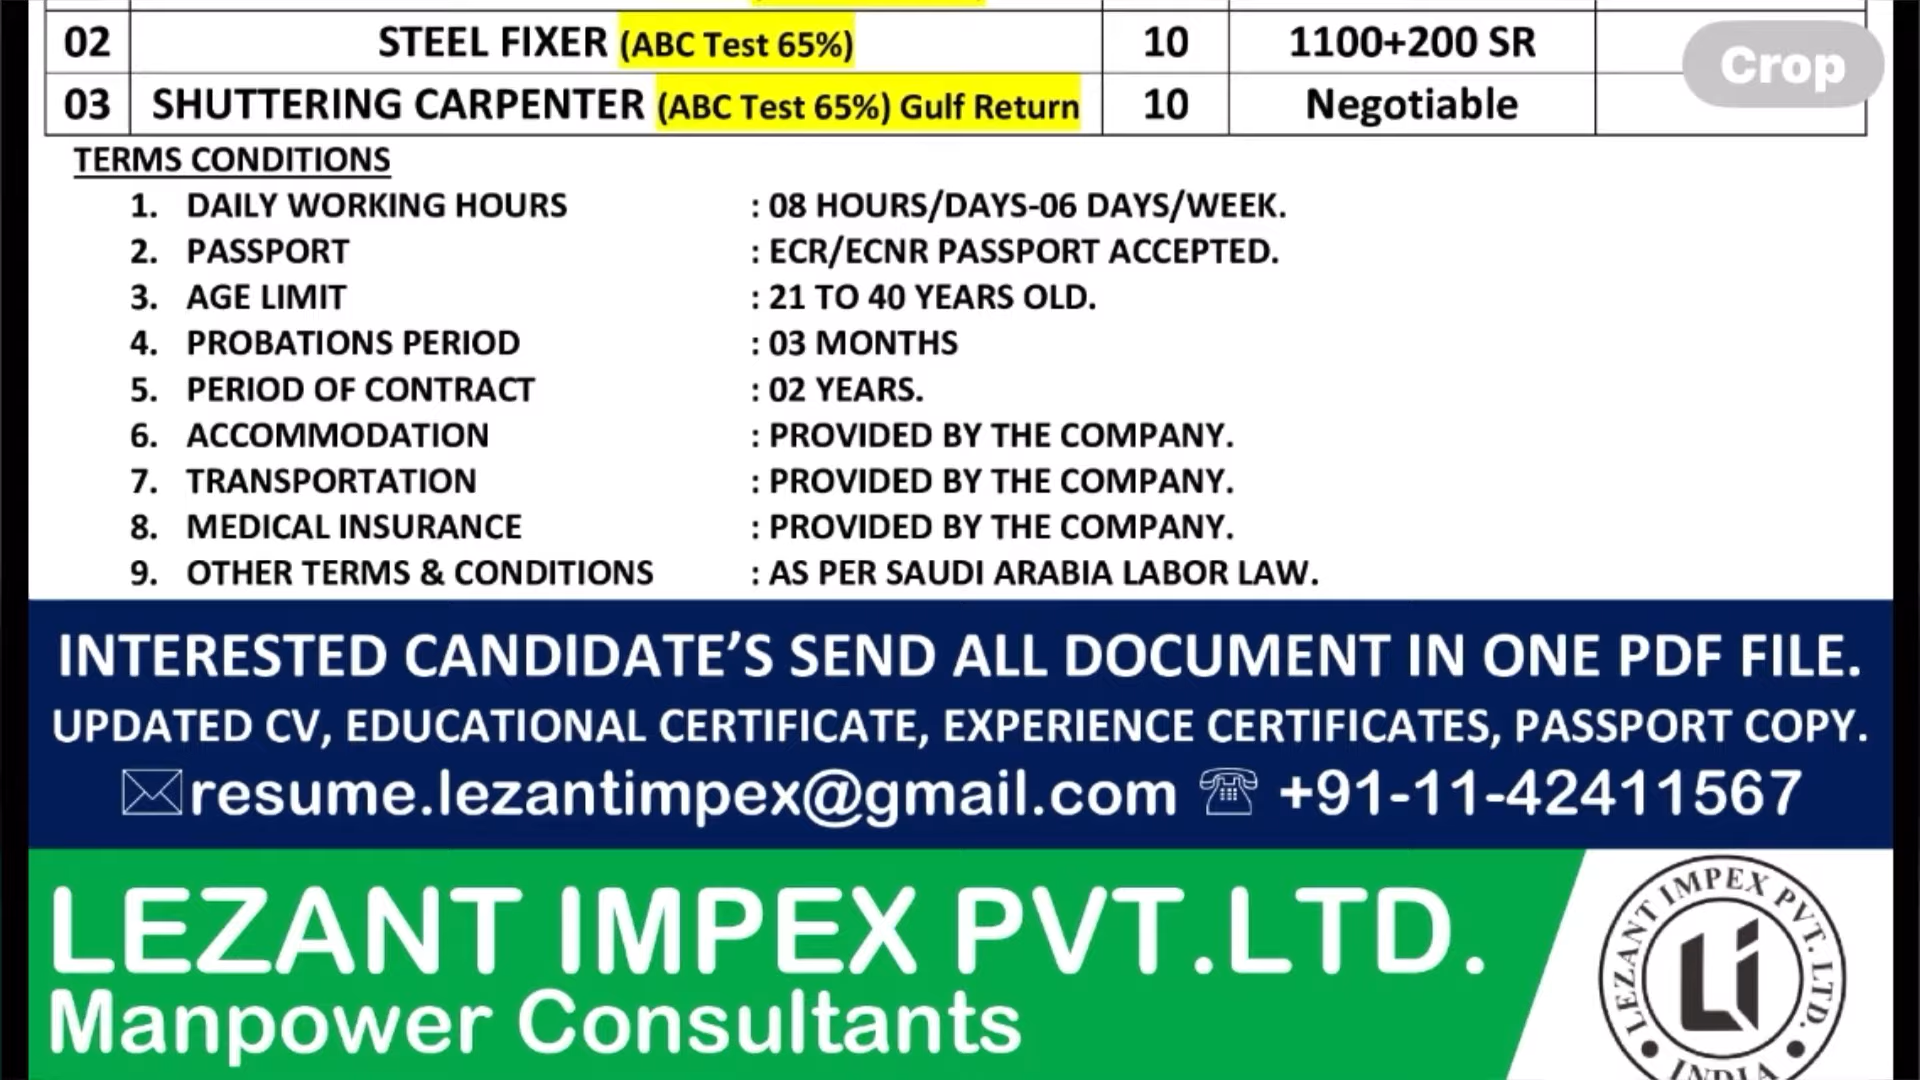 02 STEEL FIXER (ABC Test 65%) 10 1100+200 SR
Crop
03 SHUTTERING CARPENTER (ABC Test 65%) Gulf Return 10 Negotiable
TERMS CONDITIONS
1. DAILY WORKING HOURS : 08 HOURS/DAYS-06 DAYS/WEEK.
2. PASSPORT : ECR/ECNR PASSPORT ACCEPTED.
3. AGE LIMIT : 21 TO 40 YEARS OLD.
4. PROBATIONS PERIOD : 03 MONTHS
5. PERIOD OF CONTRACT : 02 YEARS.
6. ACCOMMODATION : PROVIDED BY THE COMPANY.
7. TRANSPORTATION : PROVIDED BY THE COMPANY.
8. MEDICAL INSURANCE : PROVIDED BY THE COMPANY.
9. OTHER TERMS & CONDITIONS : AS PER SAUDI ARABIA LABOR LAW.
INTERESTED CANDIDATE’S SEND ALL DOCUMENT IN ONE PDF FILE.
UPDATED CV, EDUCATIONAL CERTIFICATE, EXPERIENCE CERTIFICATES, PASSPORT COPY.
resume.lezantimpex@gmail.com +91-11-42411567
LEZANT IMPEX PVT.LTD.
Manpower Consultants
LEZANT IMPEX PVT. LTD.
Li
INDIA